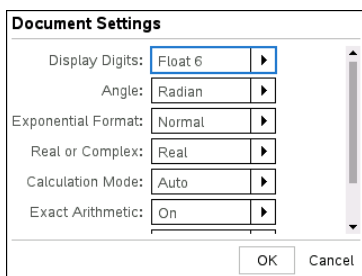 Document Settings
Display Digits: Float 6
Angle: Radian
Exponential Format: Normal
Real or Complex: Real
Calculation Mode: Auto
Exact Arithmetic: On
OK Cancel